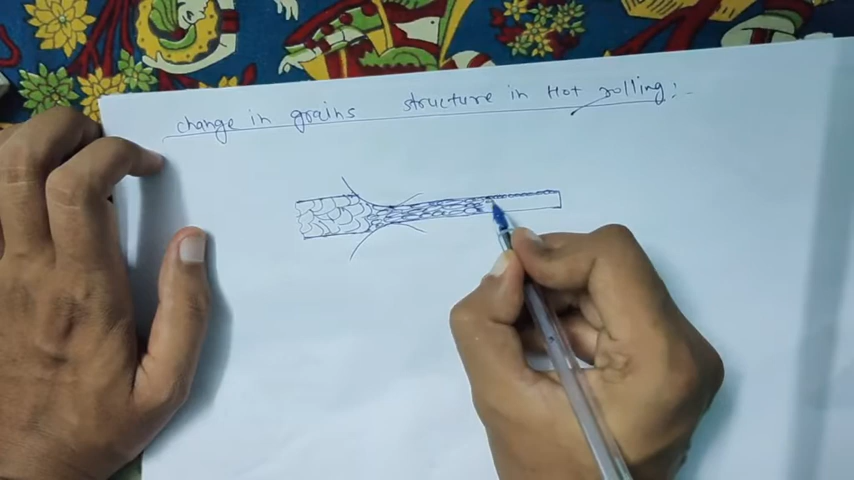 change in grains structure in Hot rolling :-